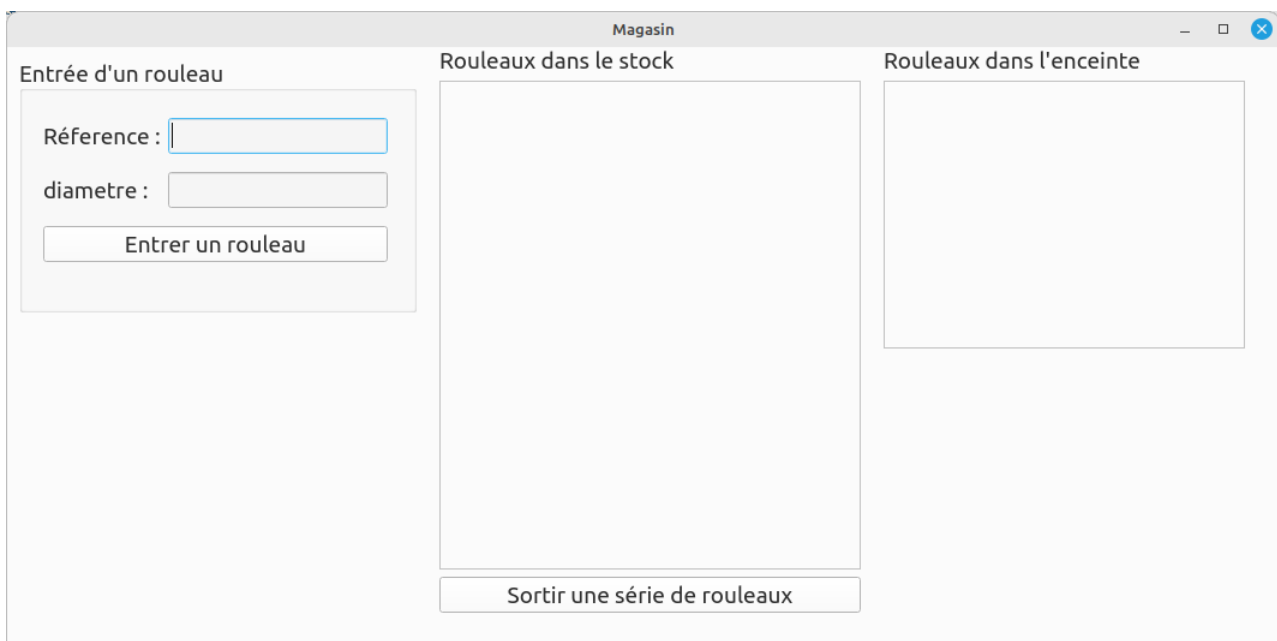 Magasin
Entrée d'un rouleau
Réference :
diametre :
Entrer un rouleau
Rouleaux dans le stock
Sortir une série de rouleaux
Rouleaux dans l'enceinte